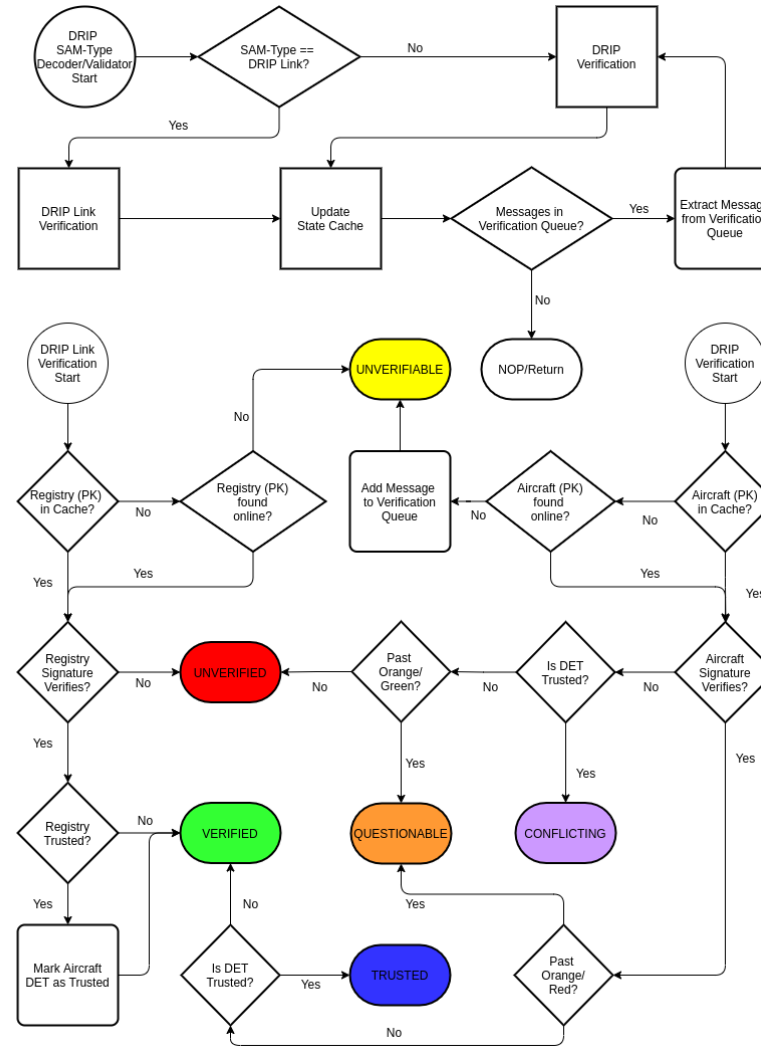 DRIP
SAM-Type
Decoder/Validator
Start
SAM-Type ==
DRIP Link?
No
DRIP
Verification
Yes
DRIP Link
Verification
Update
State Cache
Messages in
Verification Queue?
Yes
Extract Messag
from Verificatio
Queue
No
NOP/Return
DRIP Link
Verification
Start
UNVERIFIABLE
DRIP
Verification
Start
No
Registry (PK)
in Cache?
No
Registry (PK)
found
online?
Add Message
to Verification
Queue
No
Aircraft (PK)
found
online?
No
Aircraft (PK)
in Cache?
Yes
Yes
Yes
Yes
Registry
Signature
Verifies?
No
UNVERIFIED
No
Past
Orange/
Green?
No
Is DET
Trusted?
No
Aircraft
Signature
Verifies?
Yes
Yes
Yes
Yes
Registry
Trusted?
No
VERIFIED
QUESTIONABLE
CONFLICTING
Yes
No
Yes
Mark Aircraft
DET as Trusted
Is DET
Trusted?
Yes
TRUSTED
Past
Orange/
Red?
No